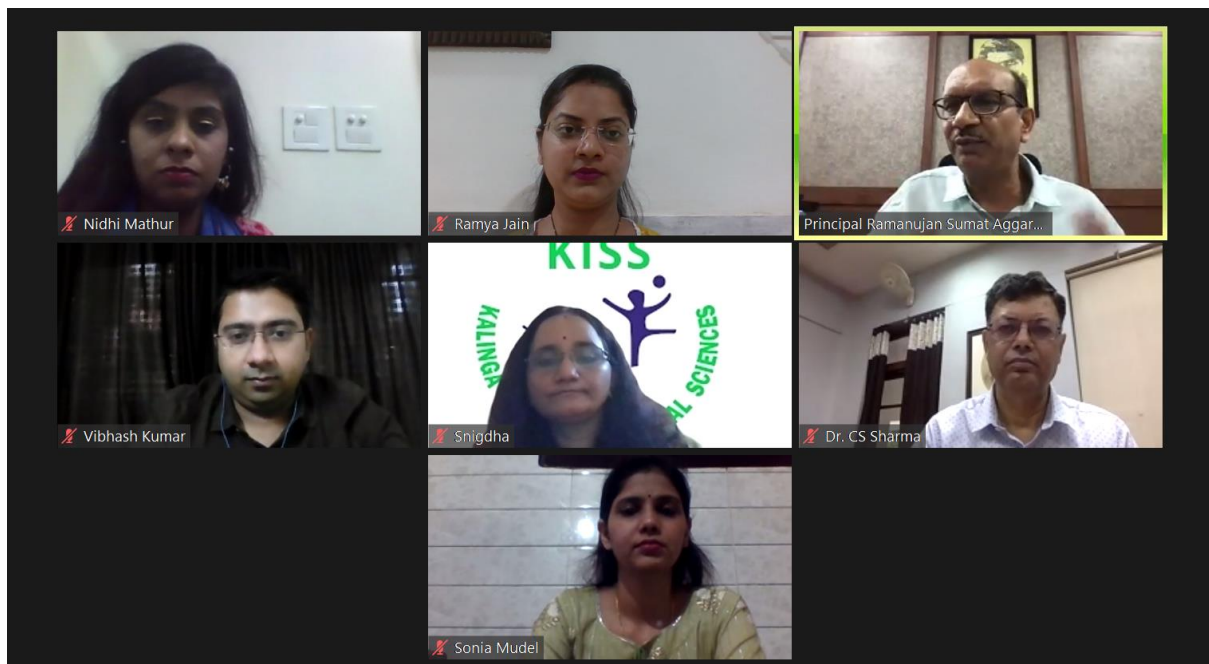 Nidhi Mathur
Ramya Jain
Principal Ramanujan Sumat Aggar...
Vibhash Kumar
KISS
KALINGA
AL SCIENCES
Snigdha
Dr. CS Sharma
Sonia Mudel